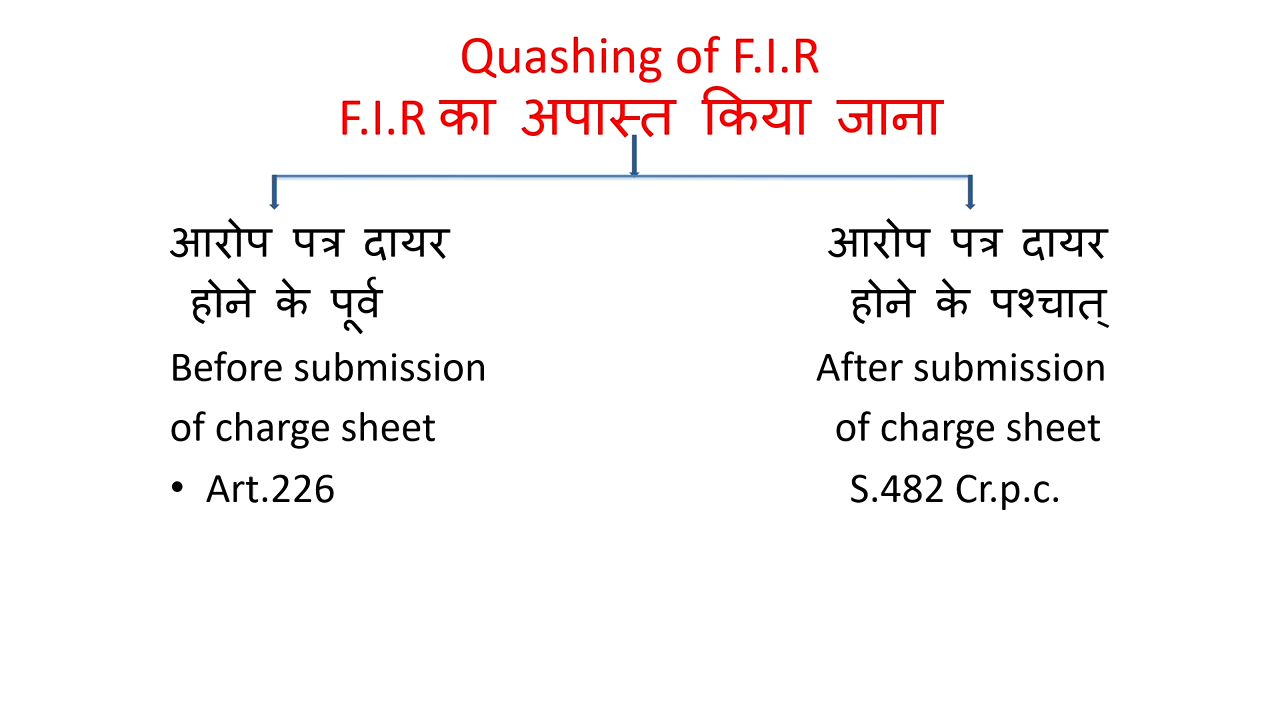 Quashing of F.I.R
F.I.R का अपास्त किया जाना
आरोप पत्र दायर
होने के पूर्व
Before submission
of charge sheet
• Art.226
आरोप पत्र दायर
होने के पश्चात्
After submission
of charge sheet
S.482 Cr.p.c.